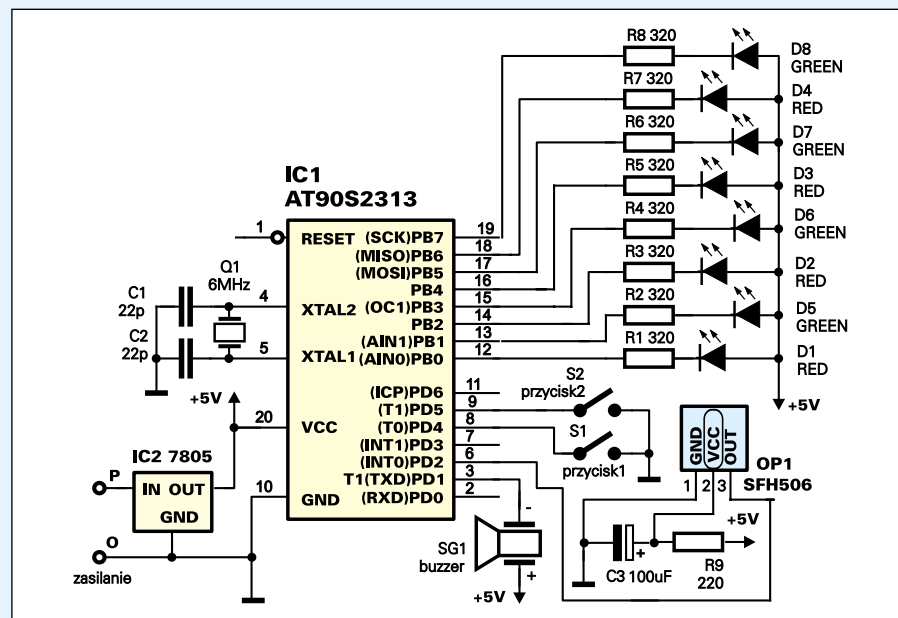 R8 320
D8
GREEN
R7 320
D4
RED
R6 320
D7
GREEN
R5 320
D3
RED
R4 320
D6
GREEN
R3 320
D2
RED
R2 320
D5
GREEN
R1 320
D1
RED
+5V
IC1
AT90S2313
1
RESET
(SCK)PB7
19
(MISO)PB6
18
(MOSI)PB5
17
PB4
16
(OC1)PB3
15
PB2
14
(AIN1)PB1
13
(AIN0)PB0
12
Q1
6MHz
C1
22p
4
XTAL2
C2
22p
5
XTAL1
(ICP)PD6
11
(T1)PD5
9
(T0)PD4
8
(INT1)PD3
7
(INT0)PD2
6
T1(TXD)PD1
3
(RXD)PD0
2
+5V
20
VCC
10
GND
IC2 7805
P
IN OUT
GND
O
zasilanie
S2
przycisk2
S1
przycisk1
GND
VCC
OUT
1 2 3
OP1
SFH506
-
SG1
buzzer
+
+5V
+
C3 100uF
+5V
R9
220